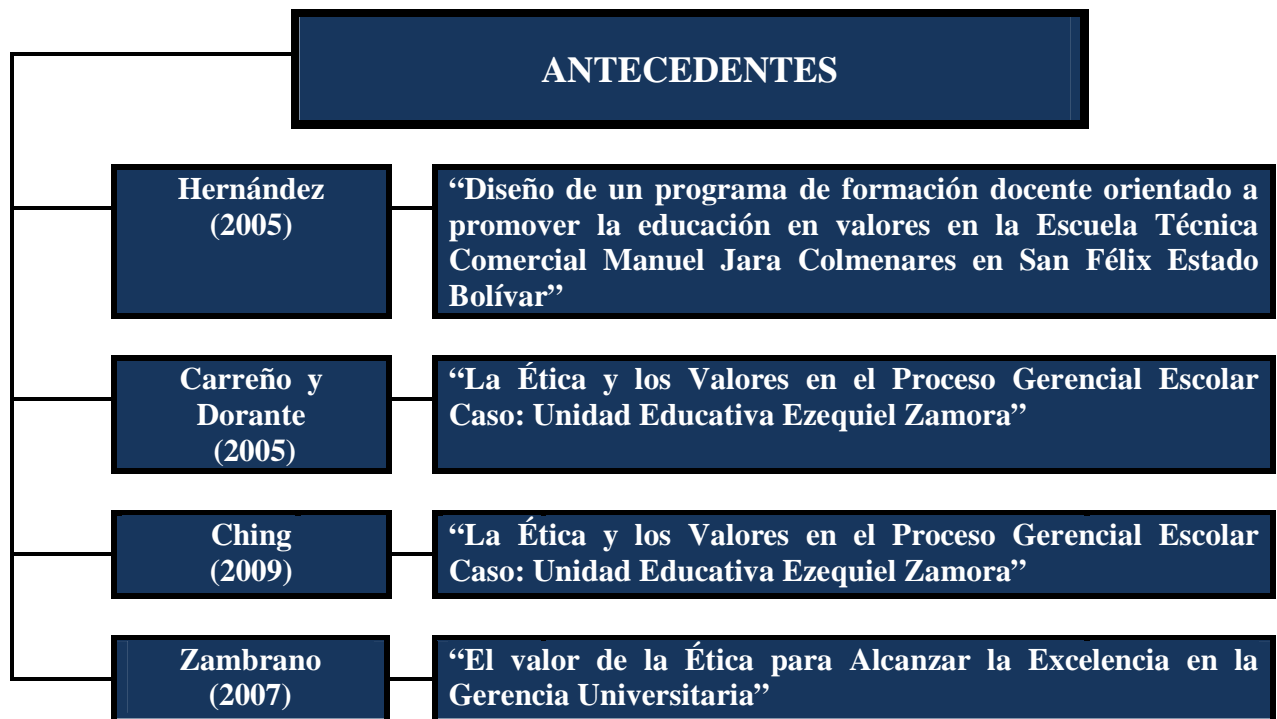 ANTECEDENTES
Hernández
(2005)
“Diseño de un programa de formación docente orientado a
promover la educación en valores en la Escuela Técnica
Comercial Manuel Jara Colmenares en San Félix Estado
Bolívar”
Carreño y
Dorante
(2005)
“La Ética y los Valores en el Proceso Gerencial Escolar
Caso: Unidad Educativa Ezequiel Zamora”
Ching
(2009)
“La Ética y los Valores en el Proceso Gerencial Escolar
Caso: Unidad Educativa Ezequiel Zamora”
Zambrano
(2007)
“El valor de la Ética para Alcanzar la Excelencia en la
Gerencia Universitaria”